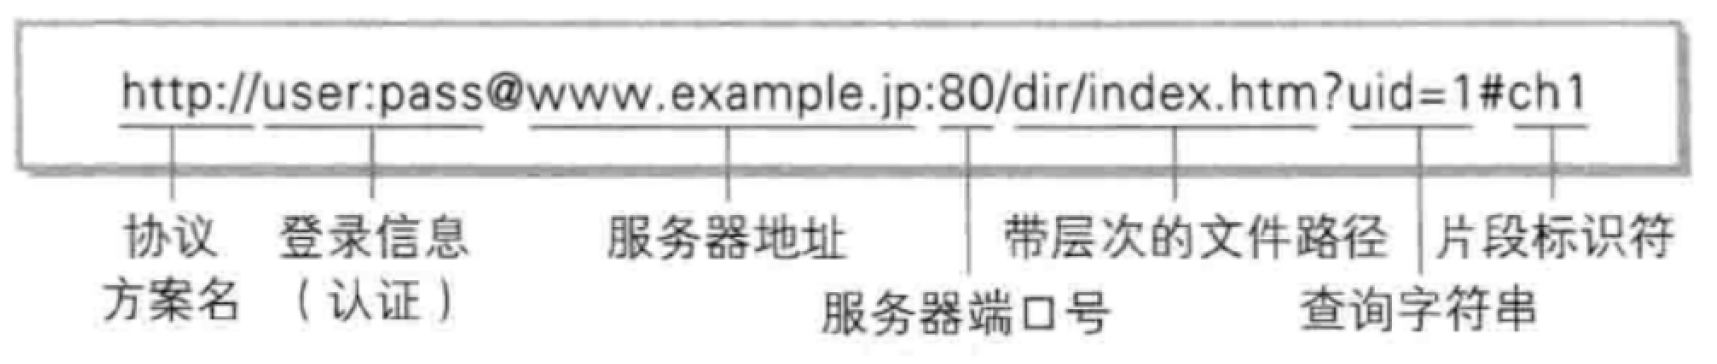 http://user:pass@www.example.jp:80/dir/index.htm?uid=1#ch1
协议
方案名
登录信息
（认证）
服务器地址
服务器端口号
带层次的文件路径
查询字符串
片段标识符